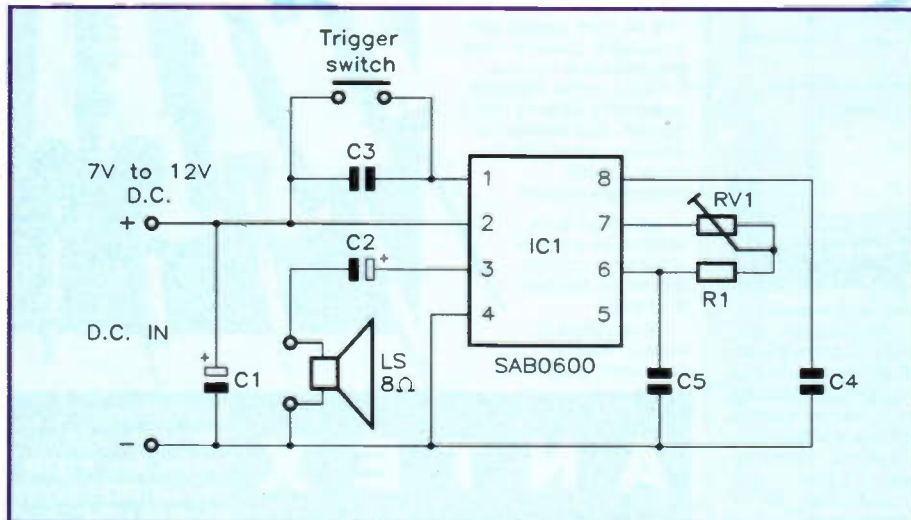 Trigger
switch
C3
7V to 12V
D.C.
+
1
8
RV1
2
7
C2
+
IC1
3
6
R1
D.C. IN
4
5
+
C1
LS
8Ω
SAB0600
C5
C4
−